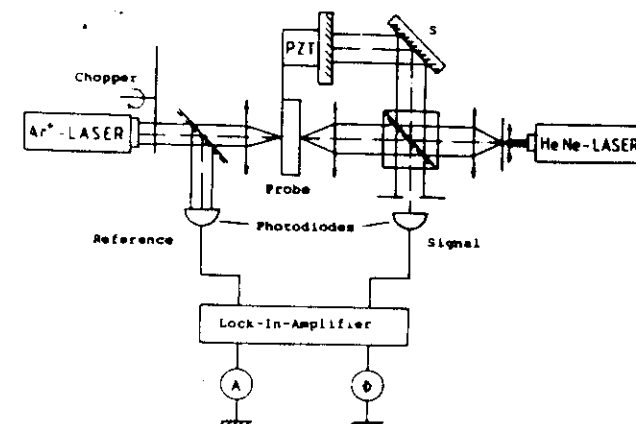 S
PZT
Chopper
Ar⁺-LASER
HeNe-LASER
Probe
Photodiodes
Reference
Signal
Lock-In-Amplifier
A
Φ